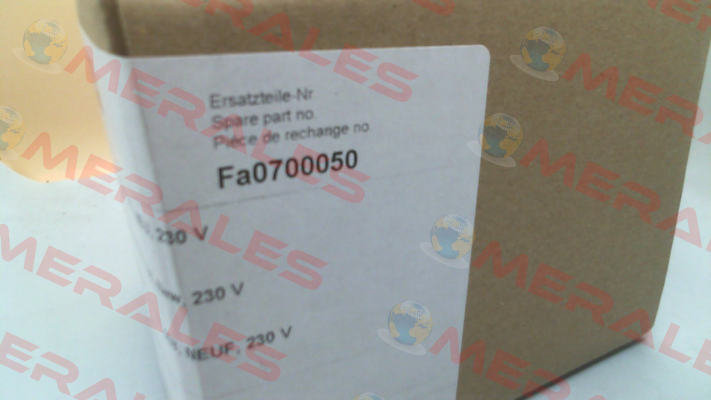 Ersatzteile-Nr
Spare part no.
Pièce de rechange no.
Fa0700050
230 V
230 V
NEUF, 230 V
MERALES
MERALES
MERALES
MERALES
MERALES